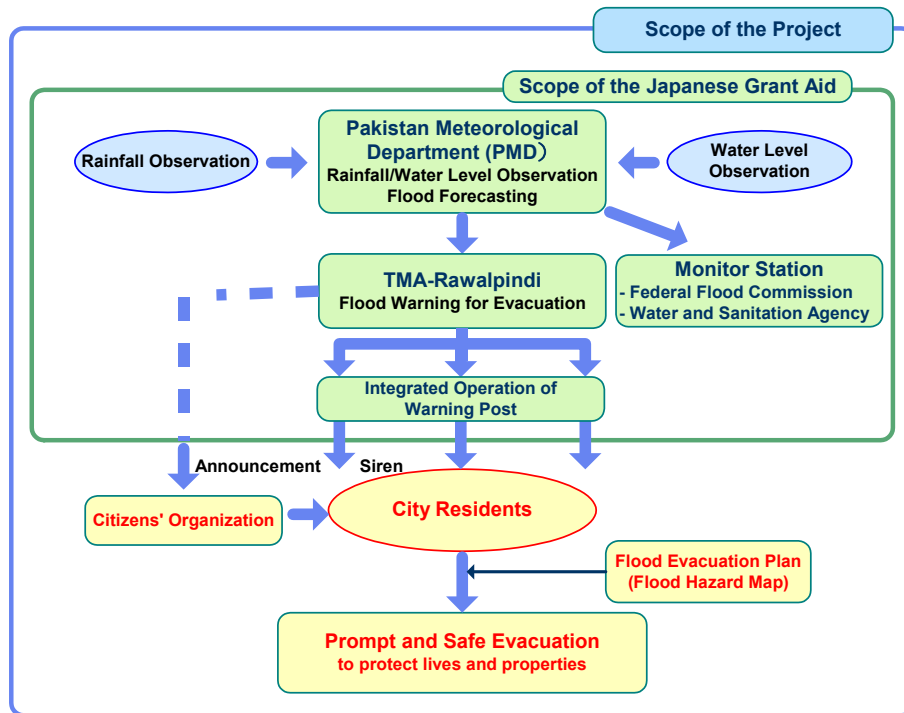 Scope of the Project
Scope of the Japanese Grant Aid
Pakistan Meteorological
Department (PMD）
Rainfall/Water Level Observation
Flood Forecasting
Rainfall Observation
Water Level
Observation
TMA-Rawalpindi
Flood Warning for Evacuation
Monitor Station
- Federal Flood Commission
- Water and Sanitation Agency
Integrated Operation of
Warning Post
Announcement
Siren
Citizens' Organization
City Residents
Flood Evacuation Plan
(Flood Hazard Map)
Prompt and Safe Evacuation
to protect lives and properties